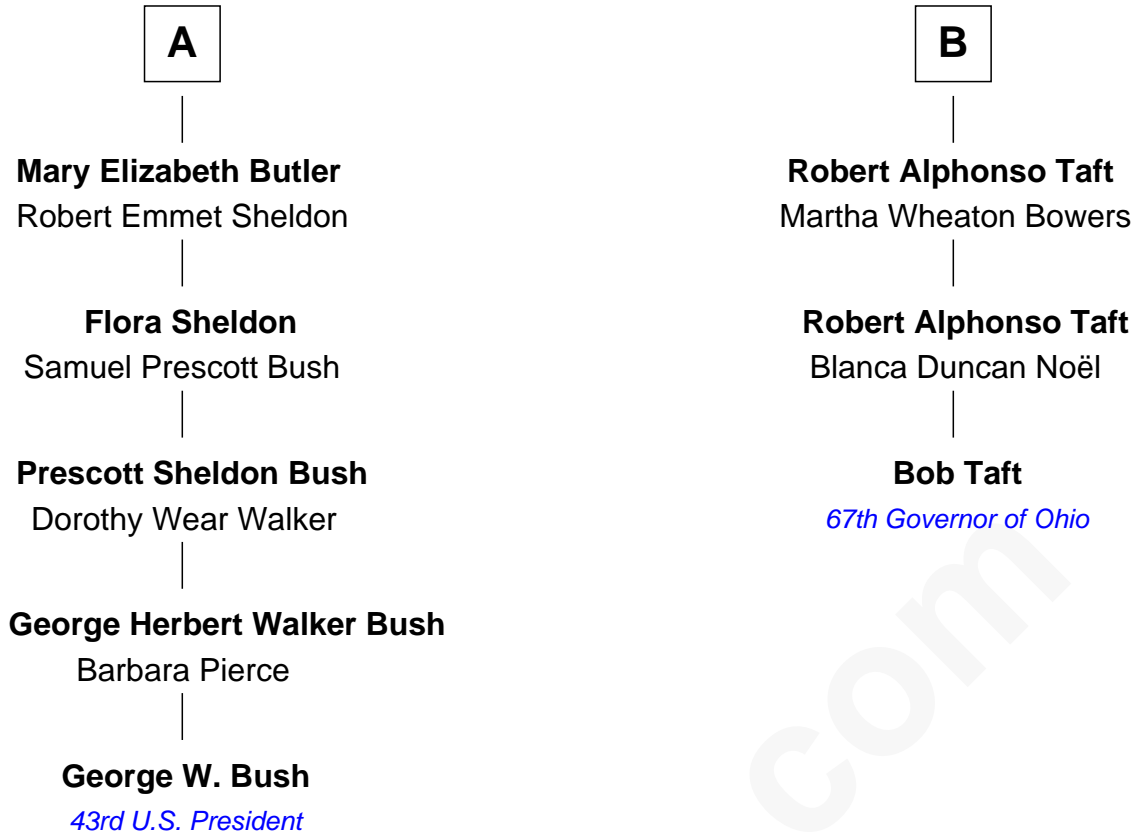 A
Mary Elizabeth Butler
Robert Emmet Sheldon
Flora Sheldon
Samuel Prescott Bush
Prescott Sheldon Bush
Dorothy Wear Walker
George Herbert Walker Bush
Barbara Pierce
George W. Bush
43rd U.S. President
B
Robert Alphonso Taft
Martha Wheaton Bowers
Robert Alphonso Taft
Blanca Duncan Noël
Bob Taft
67th Governor of Ohio
com